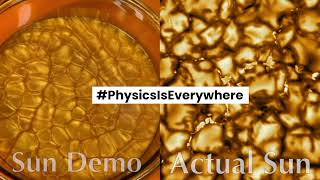 #PhysicsIsEverywhere
Sun Demo
Actual Sun